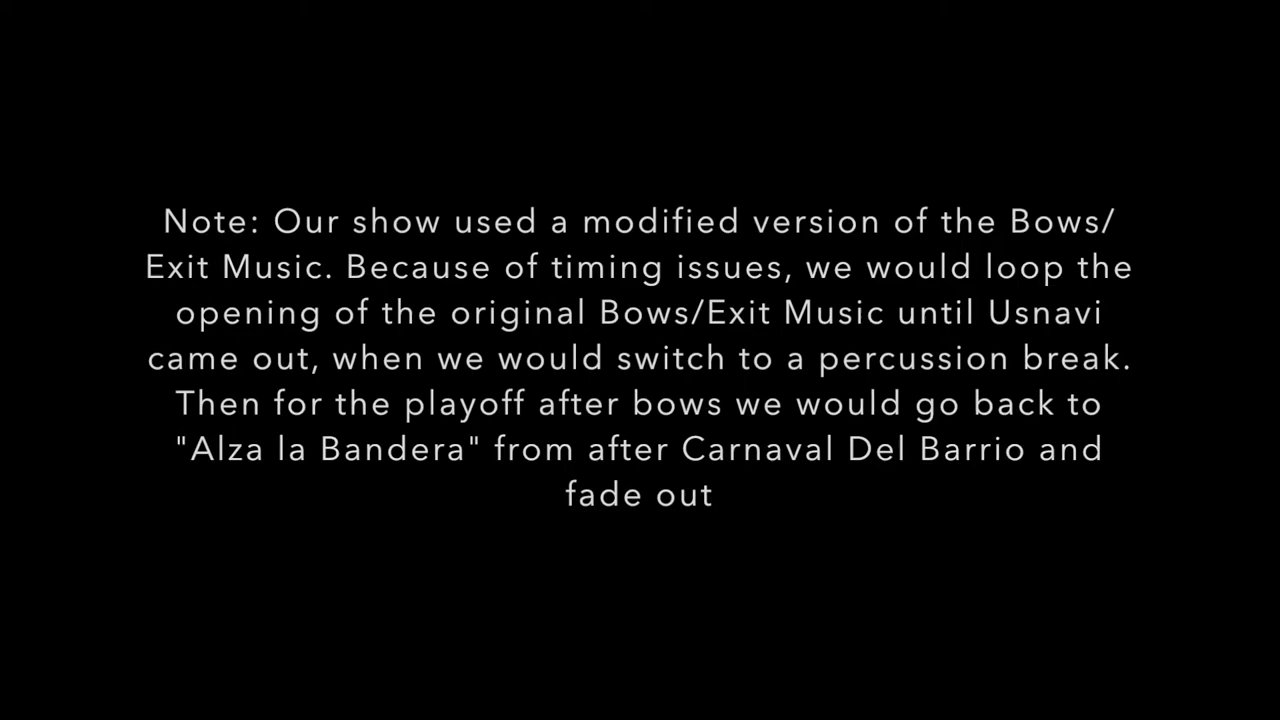 Note: Our show used a modified version of the Bows/
Exit Music. Because of timing issues, we would loop the
opening of the original Bows/Exit Music until Usnavi
came out, when we would switch to a percussion break.
Then for the playoff after bows we would go back to
"Alza la Bandera" from after Carnaval Del Barrio and
fade out